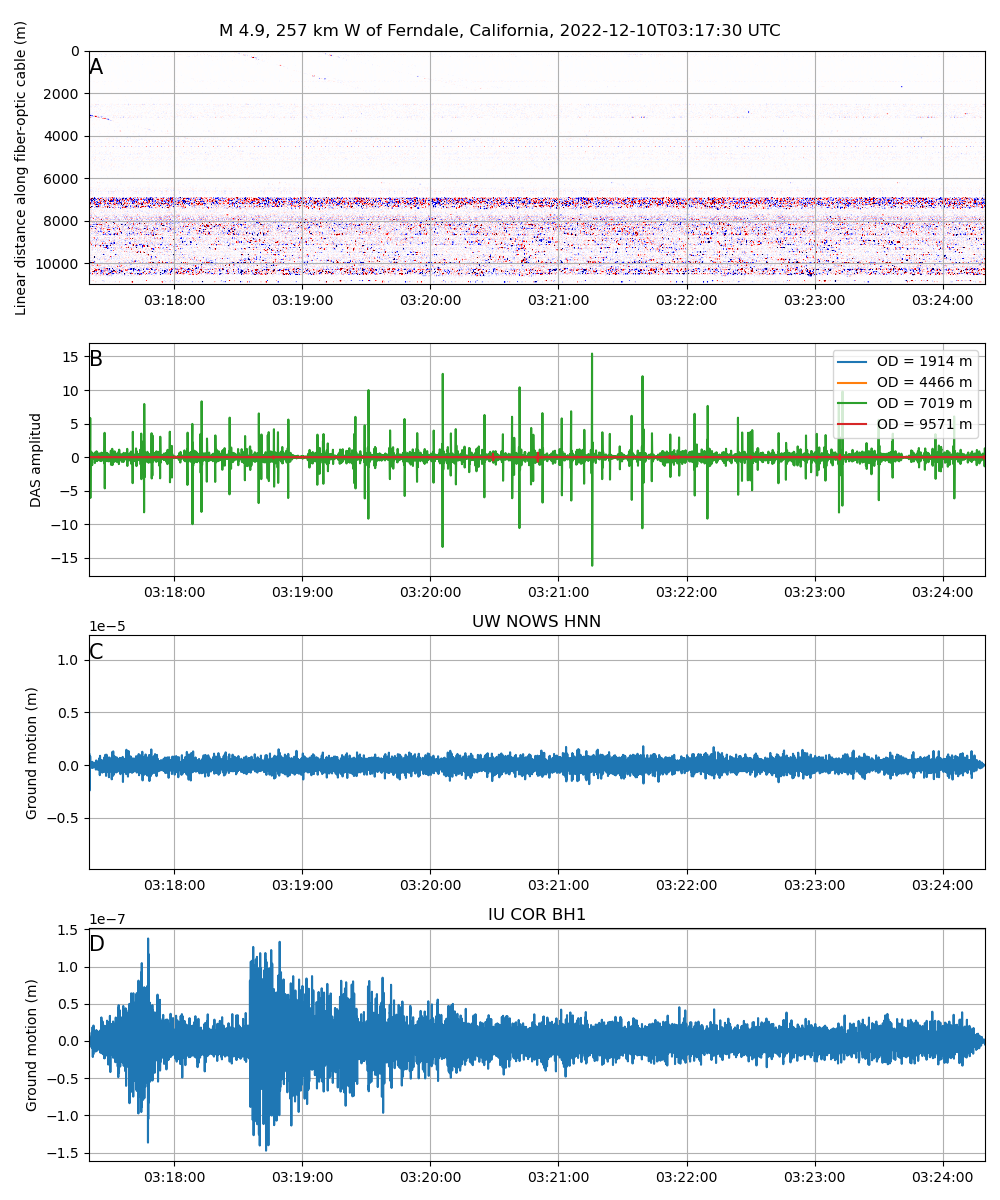 M 4.9, 257 km W of Ferndale, California, 2022-12-10T03:17:30 UTC
Linear distance along fiber-optic cable (m)
A
0
2000
4000
6000
8000
10000
03:18:00 03:19:00 03:20:00 03:21:00 03:22:00 03:23:00 03:24:00
DAS amplitud
B
15
10
5
0
−5
−10
−15
OD = 1914 m
OD = 4466 m
OD = 7019 m
OD = 9571 m
03:18:00 03:19:00 03:20:00 03:21:00 03:22:00 03:23:00 03:24:00
UW NOWS HNN
1e−5
Ground motion (m)
C
1.0
0.5
0.0
−0.5
03:18:00 03:19:00 03:20:00 03:21:00 03:22:00 03:23:00 03:24:00
IU COR BH1
1e−7
Ground motion (m)
D
1.5
1.0
0.5
0.0
−0.5
−1.0
−1.5
03:18:00 03:19:00 03:20:00 03:21:00 03:22:00 03:23:00 03:24:00